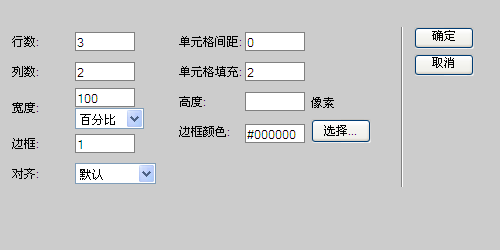 行数: 3 单元格间距: 0 确定
列数: 2 单元格填充: 2 取消
宽度: 100 百分比 高度: 像素
边框: 1 边框颜色: #000000 选择...
对齐: 默认